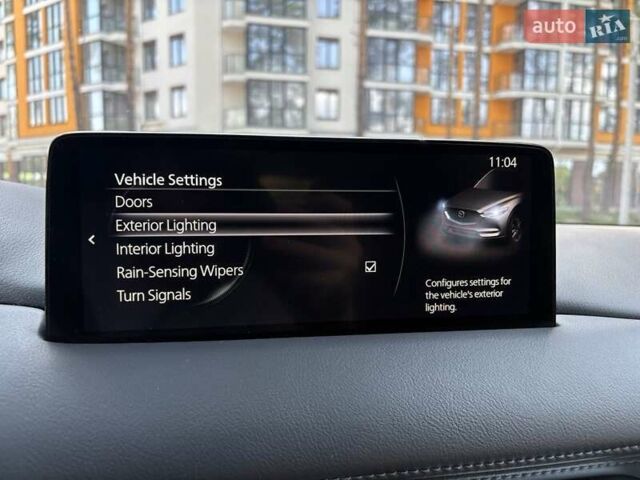 auto RIA
.com
11:04
Vehicle Settings
Doors
Exterior Lighting
Interior Lighting
Rain-Sensing Wipers
Turn Signals
Configures settings for
the vehicle's exterior
lighting.